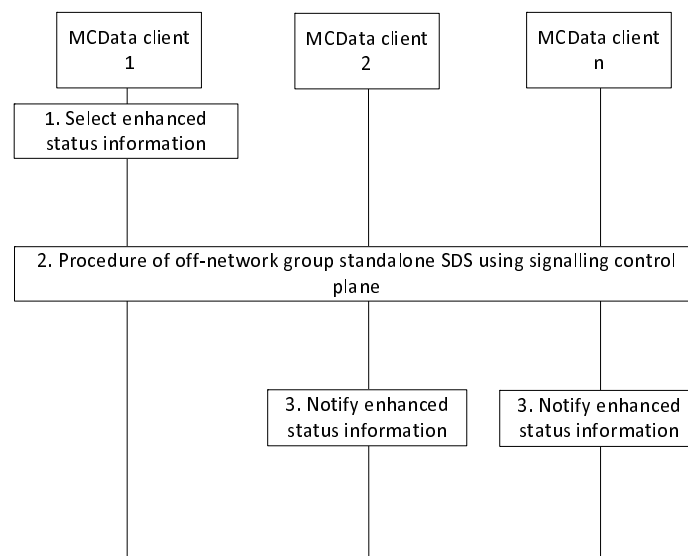 MCData client
1
MCData client
2
MCData client
n
1. Select enhanced
status information
2. Procedure of off-network group standalone SDS using signalling control
plane
3. Notify enhanced
status information
3. Notify enhanced
status information